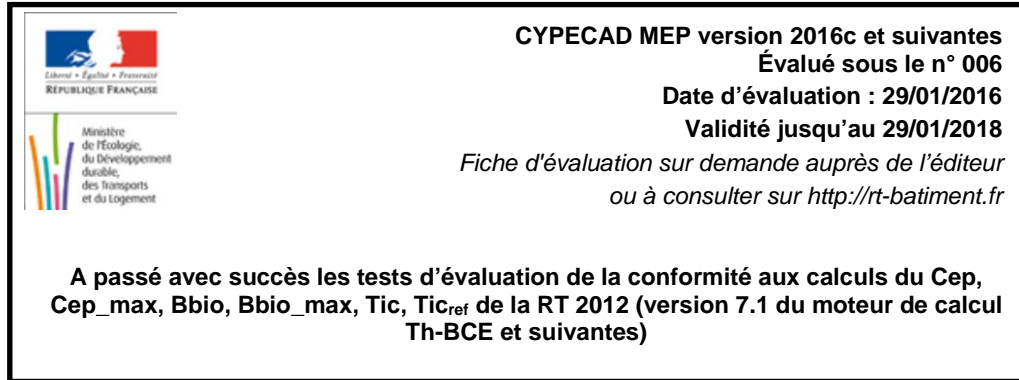 Liberté • Égalité • Fraternité
RÉPUBLIQUE FRANÇAISE
Ministère
de l'Écologie,
du Développement
durable,
des Transports
et du Logement
CYPECAD MEP version 2016c et suivantes
Évalué sous le n° 006
Date d'évaluation : 29/01/2016
Validité jusqu'au 29/01/2018
Fiche d'évaluation sur demande auprès de l'éditeur
ou à consulter sur http://rt-batiment.fr
A passé avec succès les tests d'évaluation de la conformité aux calculs du Cep,
Cep_max, Bbio, Bbio_max, Tic, Ticref de la RT 2012 (version 7.1 du moteur de calcul
Th-BCE et suivantes)